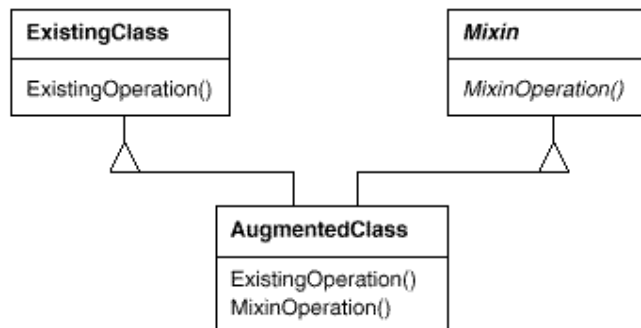 ExistingClass
ExistingOperation()
Mixin
MixinOperation()
AugmentedClass
ExistingOperation()
MixinOperation()